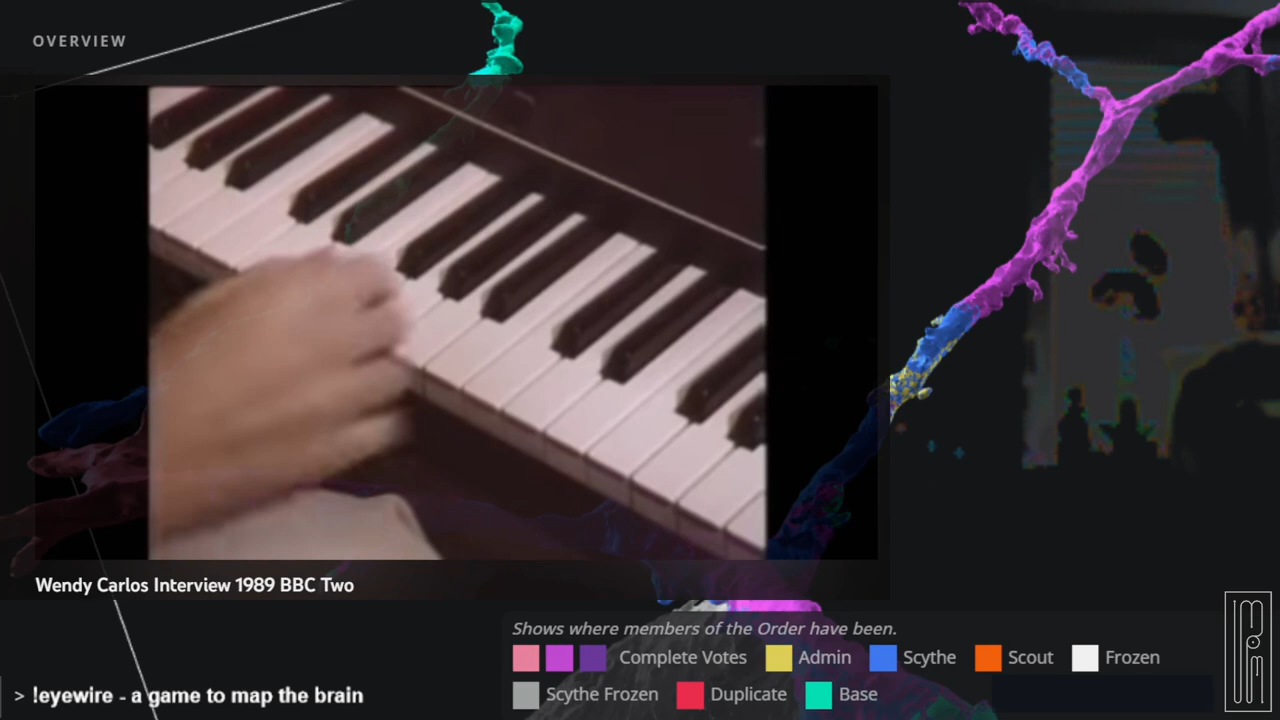 OVERVIEW
Wendy Carlos Interview 1989 BBC Two
Shows where members of the Order have been.
Complete Votes Admin Scythe Scout Frozen
Scythe Frozen Duplicate Base
> !eyewire - a game to map the brain